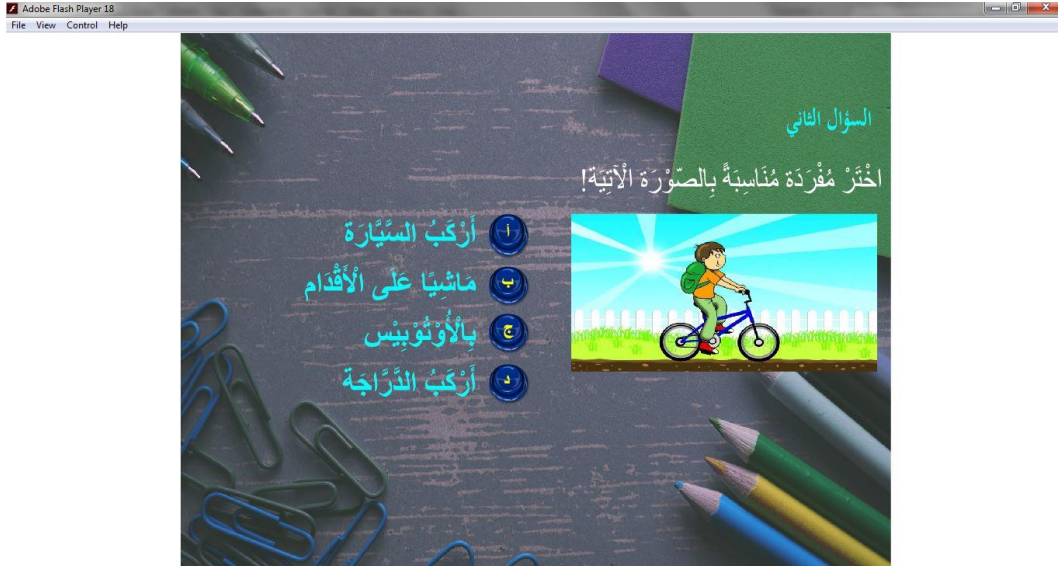 Adobe Flash Player 18
File View Control Help
السؤال الثاني
اخْتَرْ مُفْرَدَة مُنَاسِبَةً بِالصّوْرَة الْآتِيَة!
أ أَرْكَبُ السَّيَّارَة
ب مَاشِيًا عَلَى الْأَقْدَام
ج بِالْأُوْتُوْبِيْس
د أَرْكَبُ الدَّرَّاجَة